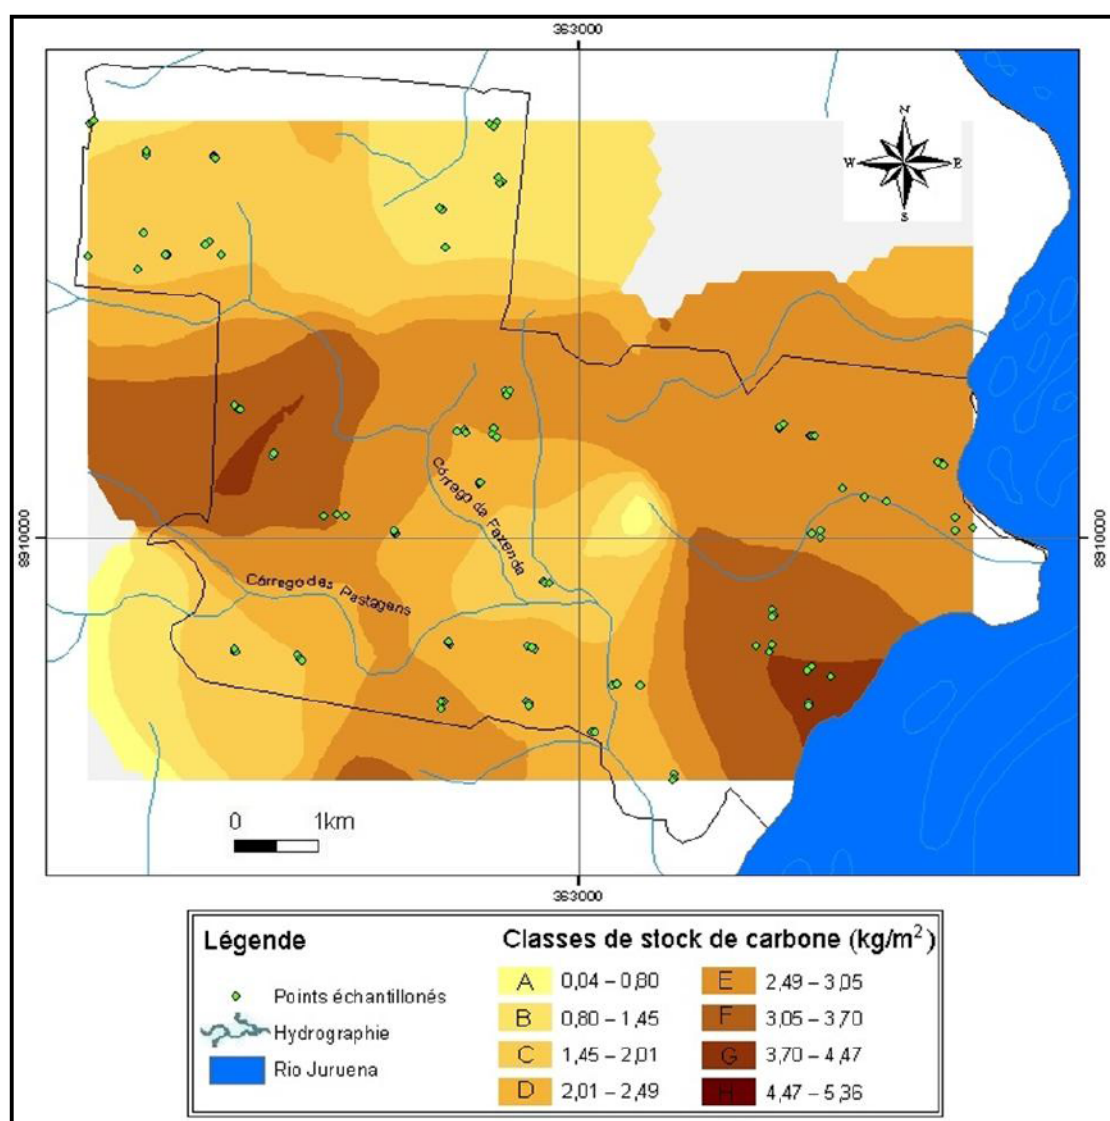 363000
N
W
E
S
8910000
8910000
Córrego da Fazenda
Córrego das Pastagens
0 1km
363000
Légende
Points échantillonés
Hydrographie
Rio Juruena
Classes de stock de carbone (kg/m²)
A 0,04 – 0,80
B 0,80 – 1,45
C 1,45 – 2,01
D 2,01 – 2,49
E 2,49 – 3,05
F 3,05 – 3,70
G 3,70 – 4,47
H 4,47 – 5,36